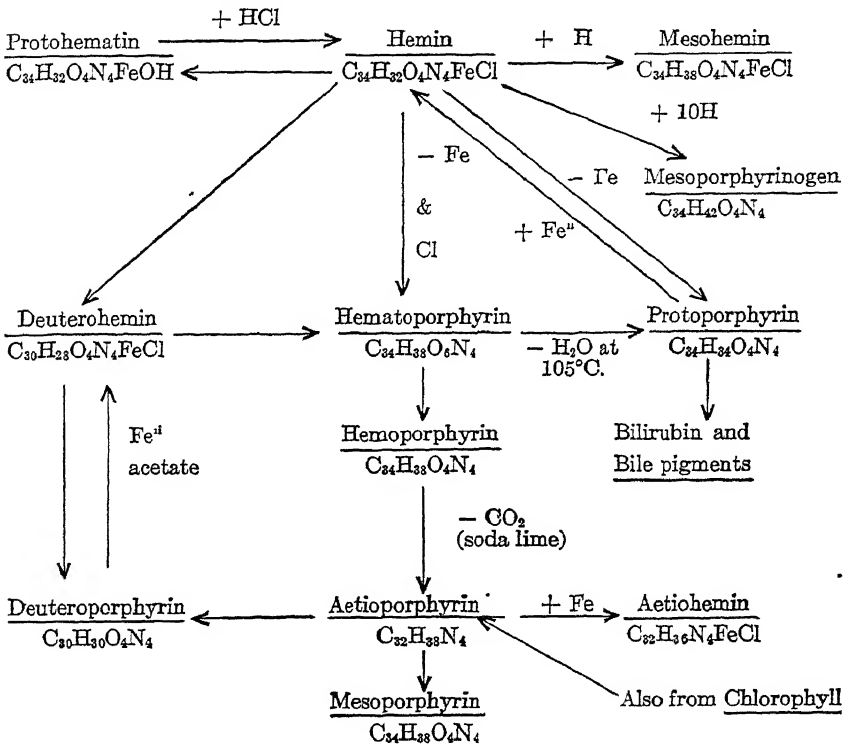 + HCl
Protohematin
C₃₄H₃₂O₄N₄FeOH
Hemin
C₃₄H₃₂O₄N₄FeCl
+ H
Mesohemin
C₃₄H₃₈O₄N₄FeCl
+ 10H
Mesoporphyrinogen
C₃₄H₄₂O₄N₄
− Fe
&
Cl
− Fe
+ Feⁱⁱ
Deuterohemin
C₃₀H₂₈O₄N₄FeCl
Hematoporphyrin
C₃₄H₃₈O₆N₄
− H₂O at
105°C.
Protoporphyrin
C₃₄H₃₄O₄N₄
Feⁱⁱ
acetate
Hemoporphyrin
C₃₄H₃₈O₄N₄
Bilirubin and
Bile pigments
− CO₂
(soda lime)
Deuteroporphyrin
C₃₀H₃₀O₄N₄
Aetioporphyrin
C₃₂H₃₈N₄
+ Fe
Aetiohemin
C₃₂H₃₆N₄FeCl
Also from Chlorophyll
Mesoporphyrin
C₃₄H₃₈O₄N₄